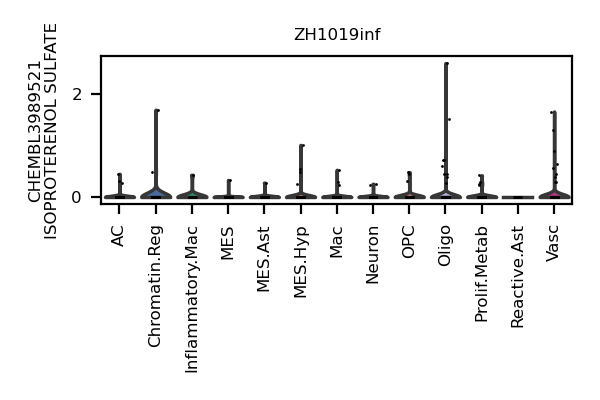 ZH1019inf
CHEMBL3989521
ISOPROTERENOL SULFATE
2
0
AC
Chromatin.Reg
Inflammatory.Mac
MES
MES.Ast
MES.Hyp
Mac
Neuron
OPC
Oligo
Prolif.Metab
Reactive.Ast
Vasc